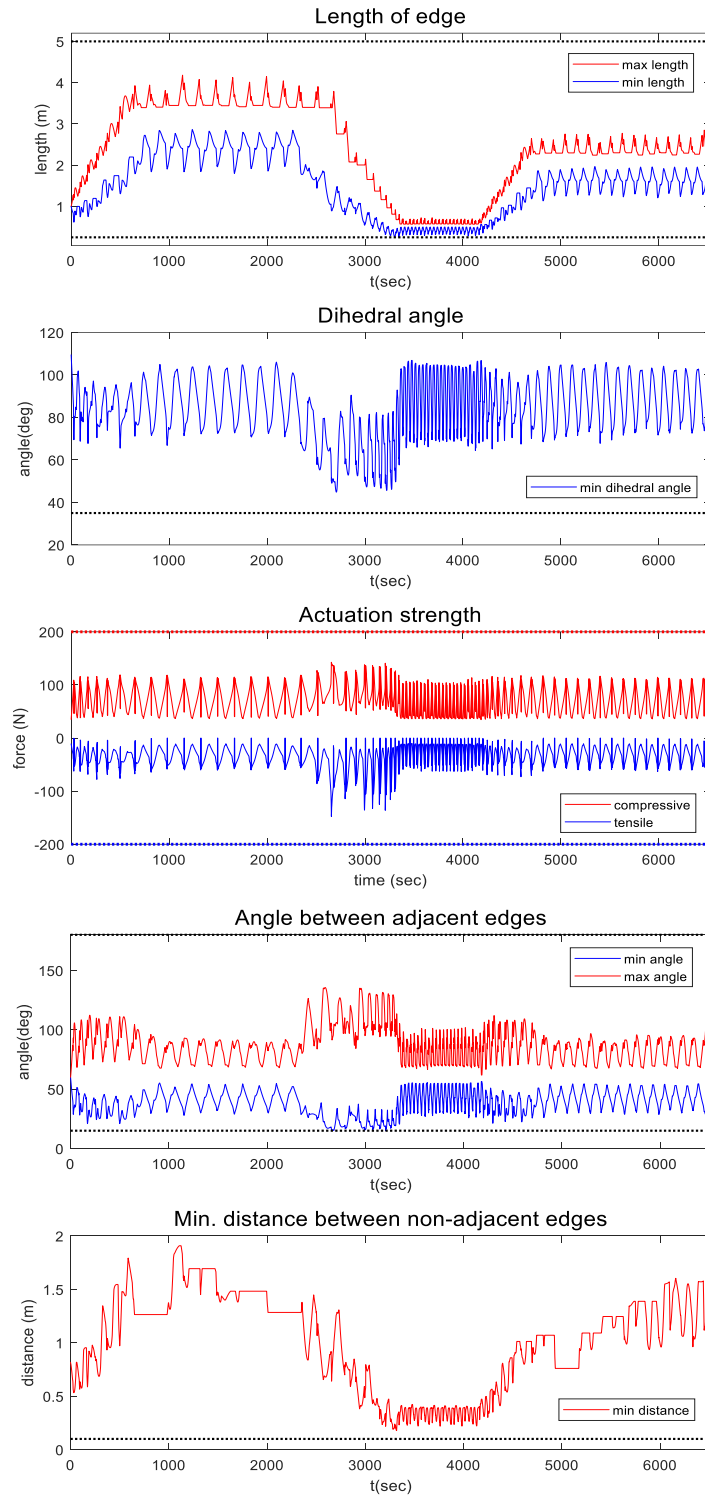 Length of edge
5
4
3
2
1
length (m)
max length
min length
0 1000 2000 3000 4000 5000 6000
t(sec)
Dihedral angle
120
100
80
60
40
20
angle(deg)
min dihedral angle
0 1000 2000 3000 4000 5000 6000
t(sec)
Actuation strength
200
100
0
-100
-200
force (N)
compressive
tensile
0 1000 2000 3000 4000 5000 6000
time (sec)
Angle between adjacent edges
150
100
50
0
angle(deg)
min angle
max angle
0 1000 2000 3000 4000 5000 6000
t(sec)
Min. distance between non-adjacent edges
2
1.5
1
0.5
0
distance (m)
min distance
0 1000 2000 3000 4000 5000 6000
t(sec)